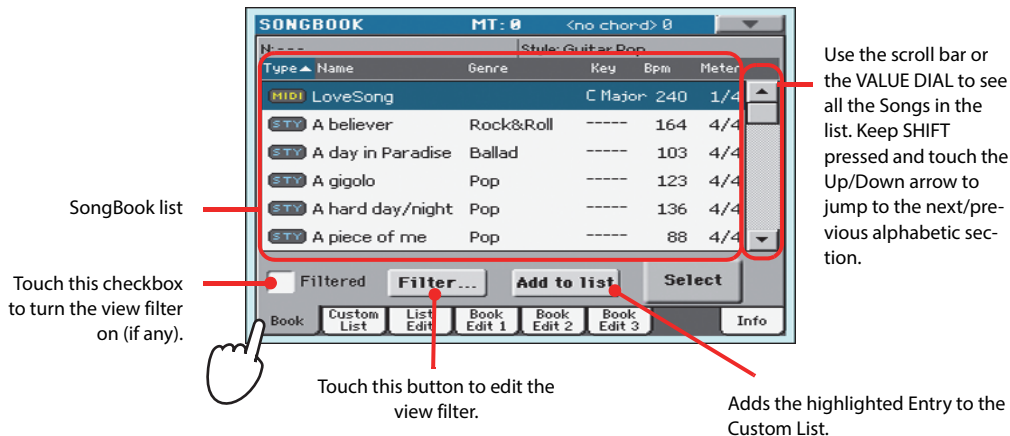 SONGBOOK MT: 0 <no chord> 0
N: --- Style: Guitar Pop
Type Name Genre Key Bpm Meter
MIDI LoveSong C Major 240 1/4
STY A believer Rock&Roll ----- 164 4/4
STY A day in Paradise Ballad ----- 103 4/4
STY A gigolo Pop ----- 123 4/4
STY A hard day/night Pop ----- 136 4/4
STY A piece of me Pop ----- 88 4/4
Filtered Filter... Add to list Select
Book Custom List List Edit Book Edit 1 Book Edit 2 Book Edit 3 Info
SongBook list
Touch this checkbox
to turn the view filter
on (if any).
Touch this button to edit the
view filter.
Adds the highlighted Entry to the
Custom List.
Use the scroll bar or
the VALUE DIAL to see
all the Songs in the
list. Keep SHIFT
pressed and touch the
Up/Down arrow to
jump to the next/pre-
vious alphabetic sec-
tion.